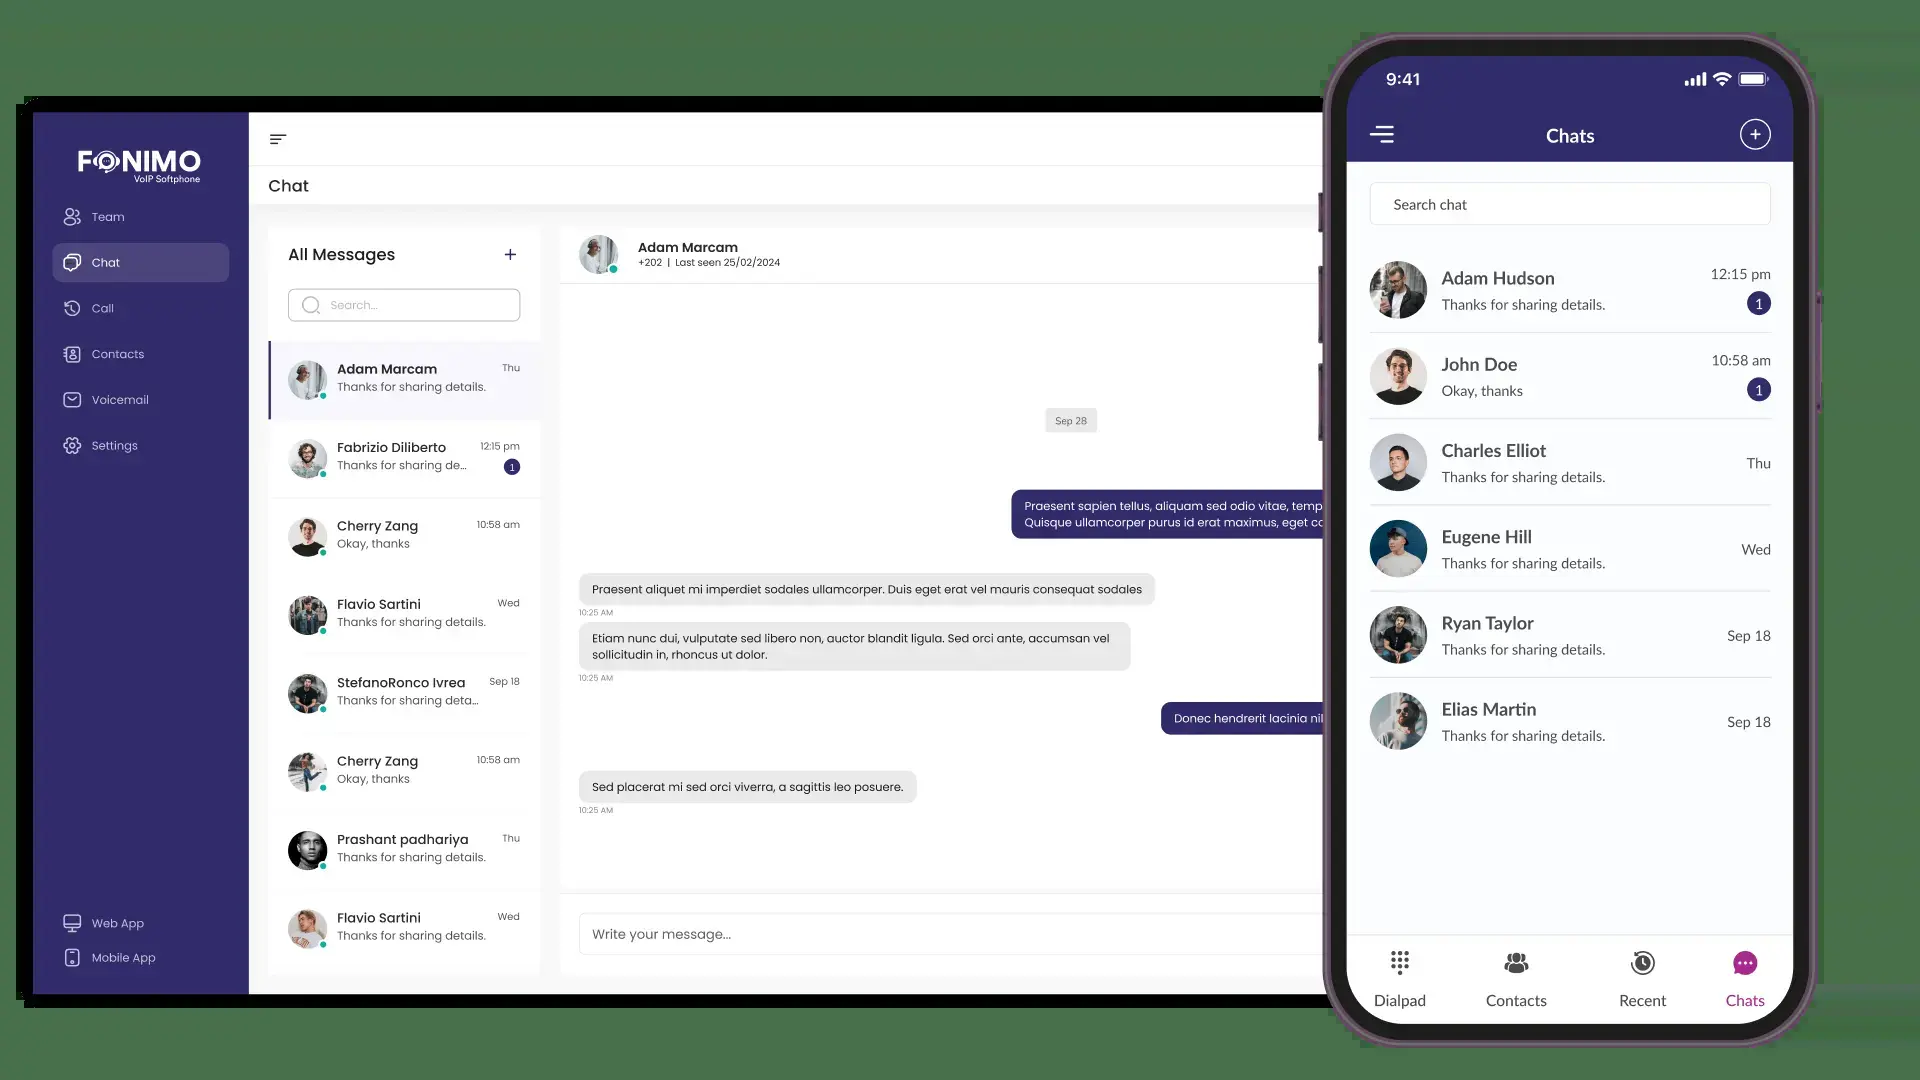 FONIMO
VoIP Softphone
Team
Chat
Call
Contacts
Voicemail
Settings
Web App
Mobile App
Chat
All Messages
+
Search...
Adam Marcam
Thu
Thanks for sharing details.
Fabrizio Diliberto
12:15 pm
Thanks for sharing de...
1
Cherry Zang
10:58 am
Okay, thanks
Flavio Sartini
Wed
Thanks for sharing details.
StefanoRonco Ivrea
Sep 18
Thanks for sharing deta...
Cherry Zang
10:58 am
Okay, thanks
Prashant padhariya
Thu
Thanks for sharing details.
Flavio Sartini
Wed
Thanks for sharing details.
Adam Marcam
+202 | Last seen 25/02/2024
Sep 28
Praesent sapien tellus, aliquam sed odio vitae, temp
Quisque ullamcorper purus id erat maximus, eget co
Praesent aliquet mi imperdiet sodales ullamcorper. Duis eget erat vel mauris consequat sodales
10:25 AM
Etiam nunc dui, vulputate sed libero non, auctor blandit ligula. Sed orci ante, accumsan vel
sollicitudin in, rhoncus ut dolor.
10:25 AM
Donec hendrerit lacinia nil
Sed placerat mi sed orci viverra, a sagittis leo posuere.
10:25 AM
Write your message...
9:41
Chats
+
Search chat
Adam Hudson
12:15 pm
Thanks for sharing details.
1
John Doe
10:58 am
Okay, thanks
1
Charles Elliot
Thu
Thanks for sharing details.
Eugene Hill
Wed
Thanks for sharing details.
Ryan Taylor
Sep 18
Thanks for sharing details.
Elias Martin
Sep 18
Thanks for sharing details.
Dialpad
Contacts
Recent
Chats